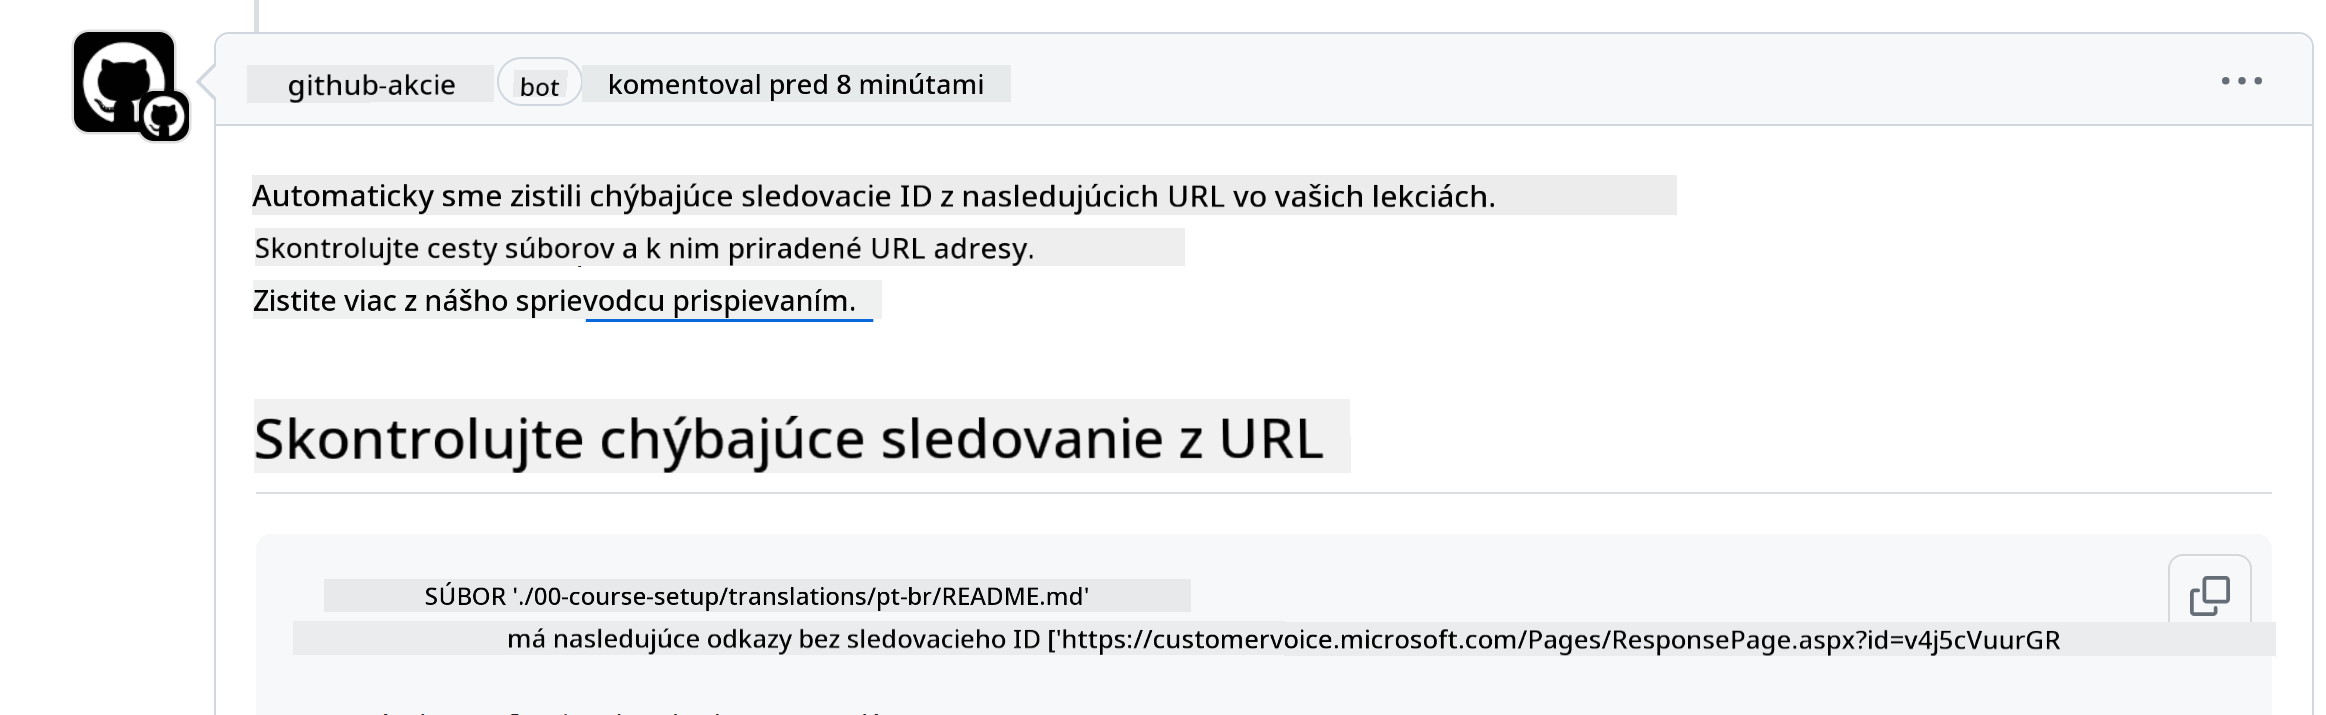 github-akcie bot komentoval pred 8 minútami
Automaticky sme zistili chýbajúce sledovacie ID z nasledujúcich URL vo vašich lekciách.
Skontrolujte cesty súborov a k nim priradené URL adresy.
Zistite viac z nášho sprievodcu prispievaním.
Skontrolujte chýbajúce sledovanie z URL
SÚBOR './00-course-setup/translations/pt-br/README.md'
má nasledujúce odkazy bez sledovacieho ID ['https://customervoice.microsoft.com/Pages/ResponsePage.aspx?id=v4j5cVuurGR